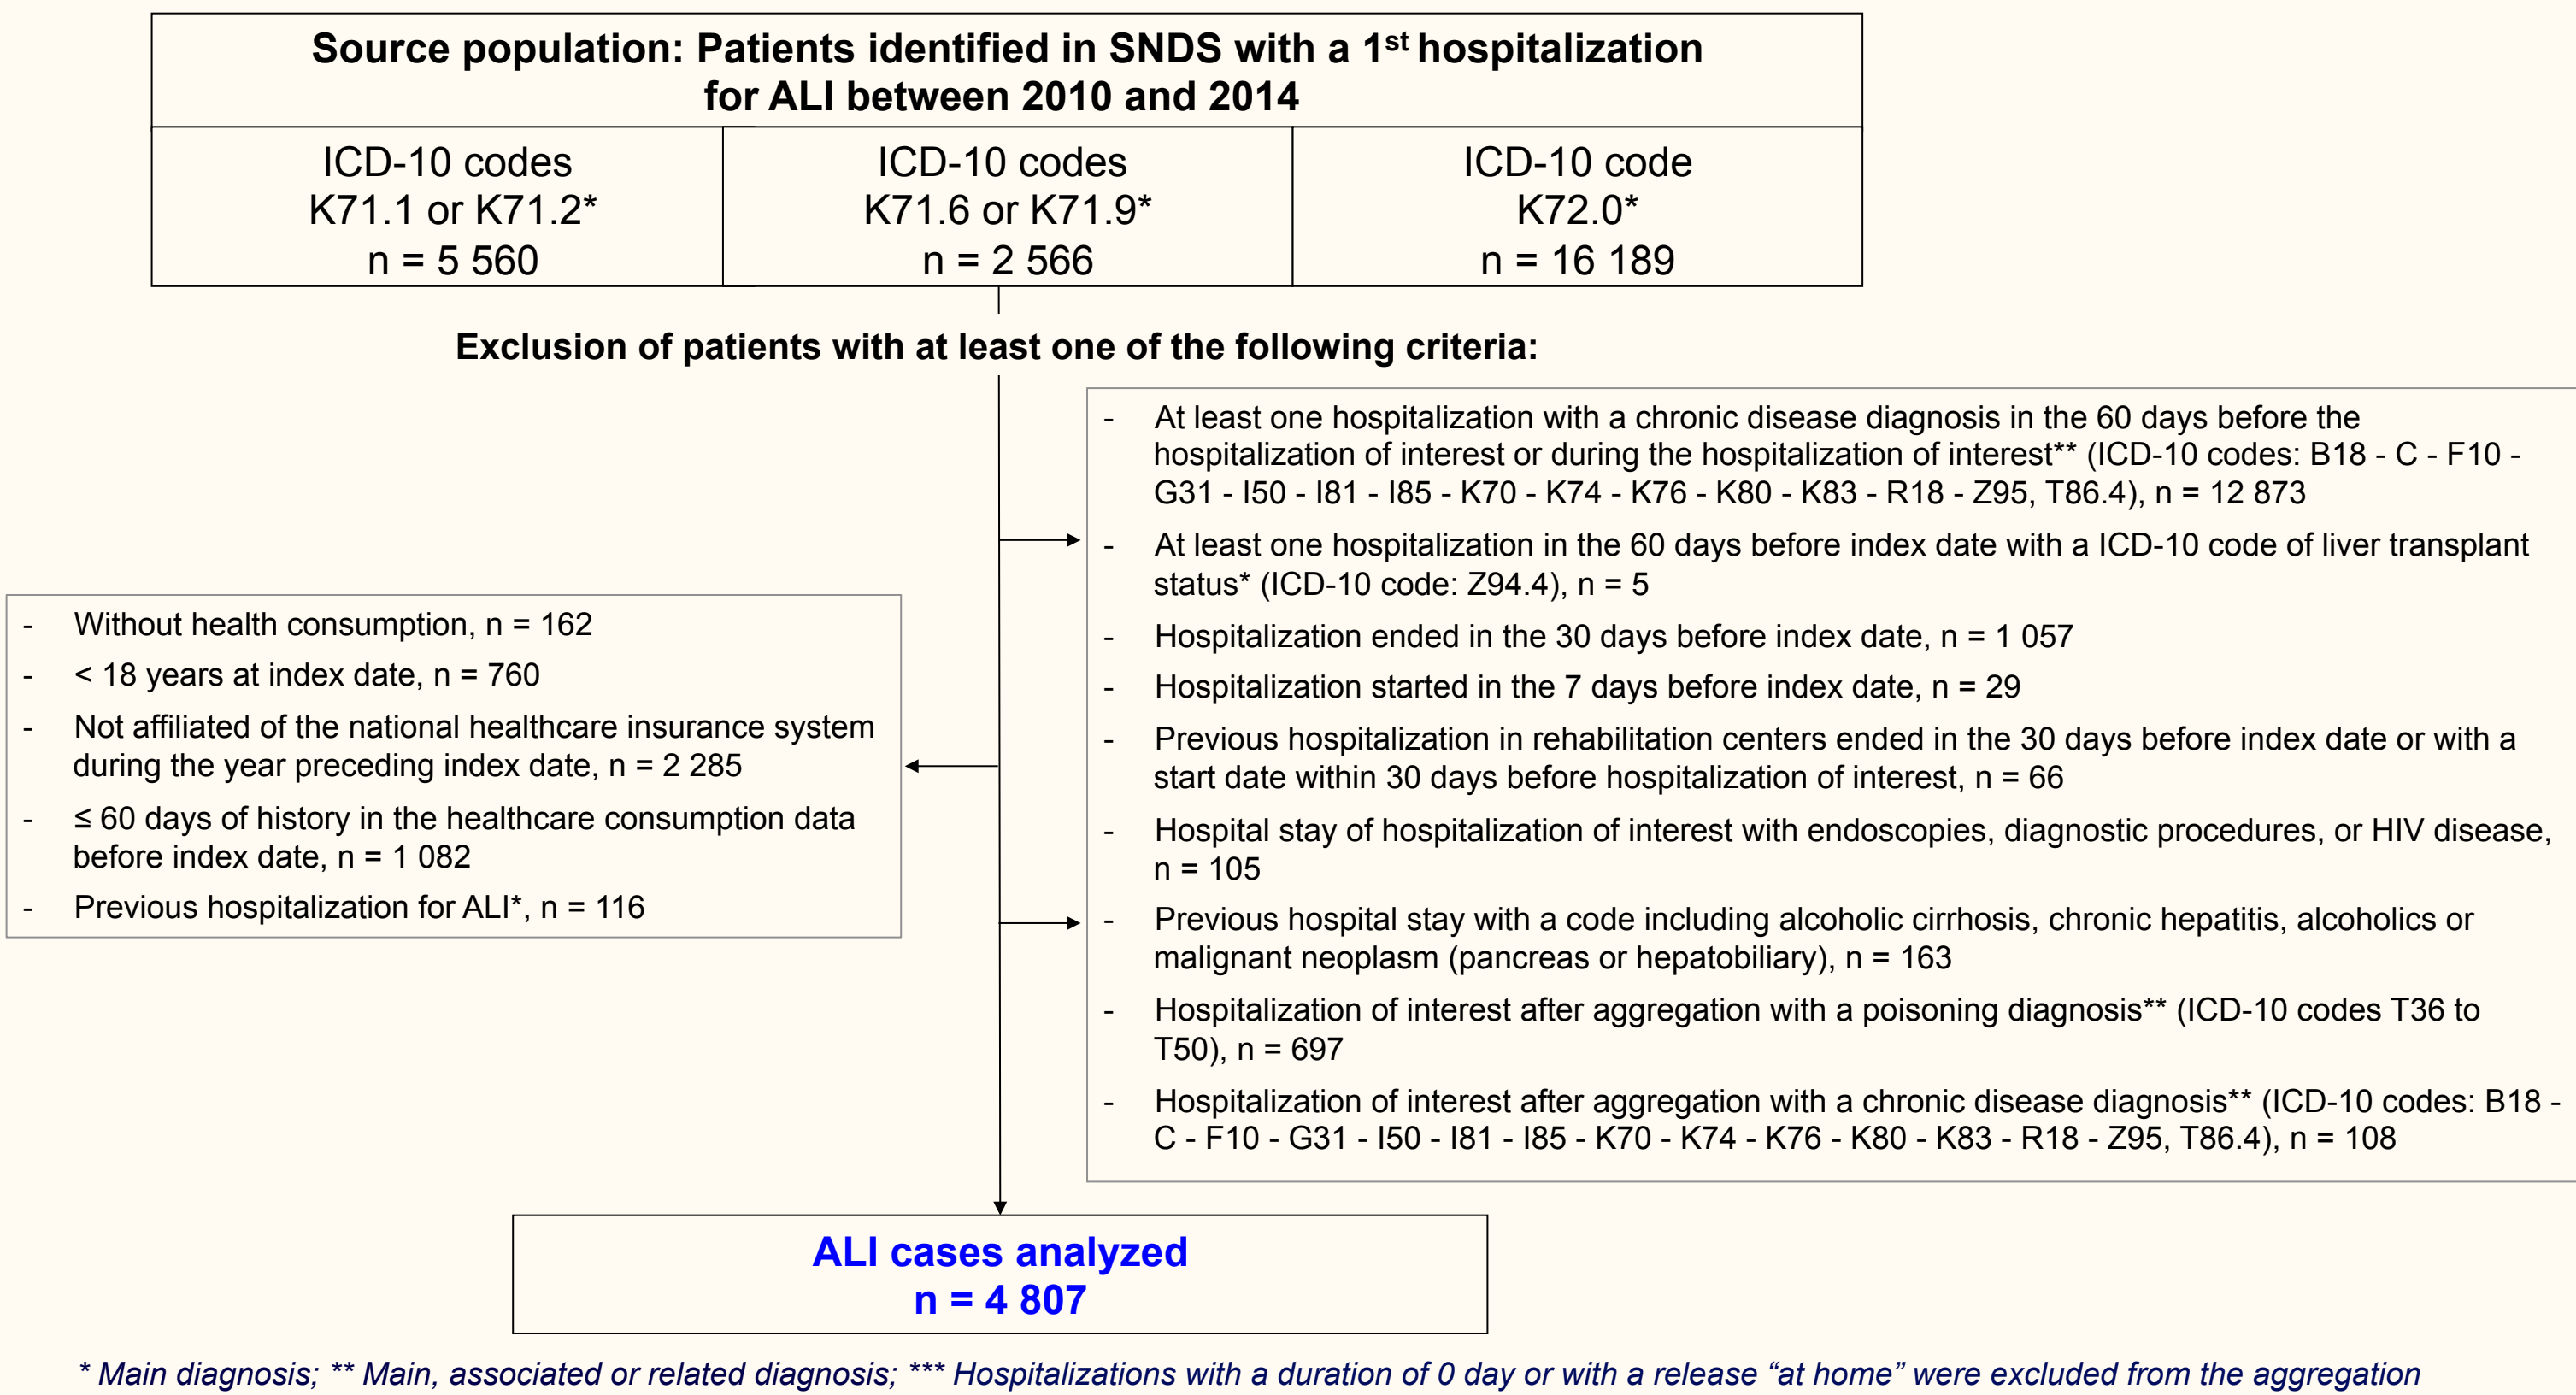 Source population: Patients identified in SNDS with a 1st hospitalization
for ALI between 2010 and 2014
ICD-10 codes
K71.1 or K71.2*
n = 5 560
ICD-10 codes
K71.6 or K71.9*
n = 2 566
ICD-10 code
K72.0*
n = 16 189
Exclusion of patients with at least one of the following criteria:
- At least one hospitalization with a chronic disease diagnosis in the 60 days before the
hospitalization of interest or during the hospitalization of interest** (ICD-10 codes: B18 - C - F10 -
G31 - I50 - I81 - I85 - K70 - K74 - K76 - K80 - K83 - R18 - Z95, T86.4), n = 12 873
- At least one hospitalization in the 60 days before index date with a ICD-10 code of liver transplant
status* (ICD-10 code: Z94.4), n = 5
- Hospitalization ended in the 30 days before index date, n = 1 057
- Hospitalization started in the 7 days before index date, n = 29
- Previous hospitalization in rehabilitation centers ended in the 30 days before index date or with a
start date within 30 days before hospitalization of interest, n = 66
- Hospital stay of hospitalization of interest with endoscopies, diagnostic procedures, or HIV disease,
n = 105
- Previous hospital stay with a code including alcoholic cirrhosis, chronic hepatitis, alcoholics or
malignant neoplasm (pancreas or hepatobiliary), n = 163
- Hospitalization of interest after aggregation with a poisoning diagnosis** (ICD-10 codes T36 to
T50), n = 697
- Hospitalization of interest after aggregation with a chronic disease diagnosis** (ICD-10 codes: B18 -
C - F10 - G31 - I50 - I81 - I85 - K70 - K74 - K76 - K80 - K83 - R18 - Z95, T86.4), n = 108
- Without health consumption, n = 162
- < 18 years at index date, n = 760
- Not affiliated of the national healthcare insurance system
during the year preceding index date, n = 2 285
- ≤ 60 days of history in the healthcare consumption data
before index date, n = 1 082
- Previous hospitalization for ALI*, n = 116
ALI cases analyzed
n = 4 807
* Main diagnosis; ** Main, associated or related diagnosis; *** Hospitalizations with a duration of 0 day or with a release “at home” were excluded from the aggregation